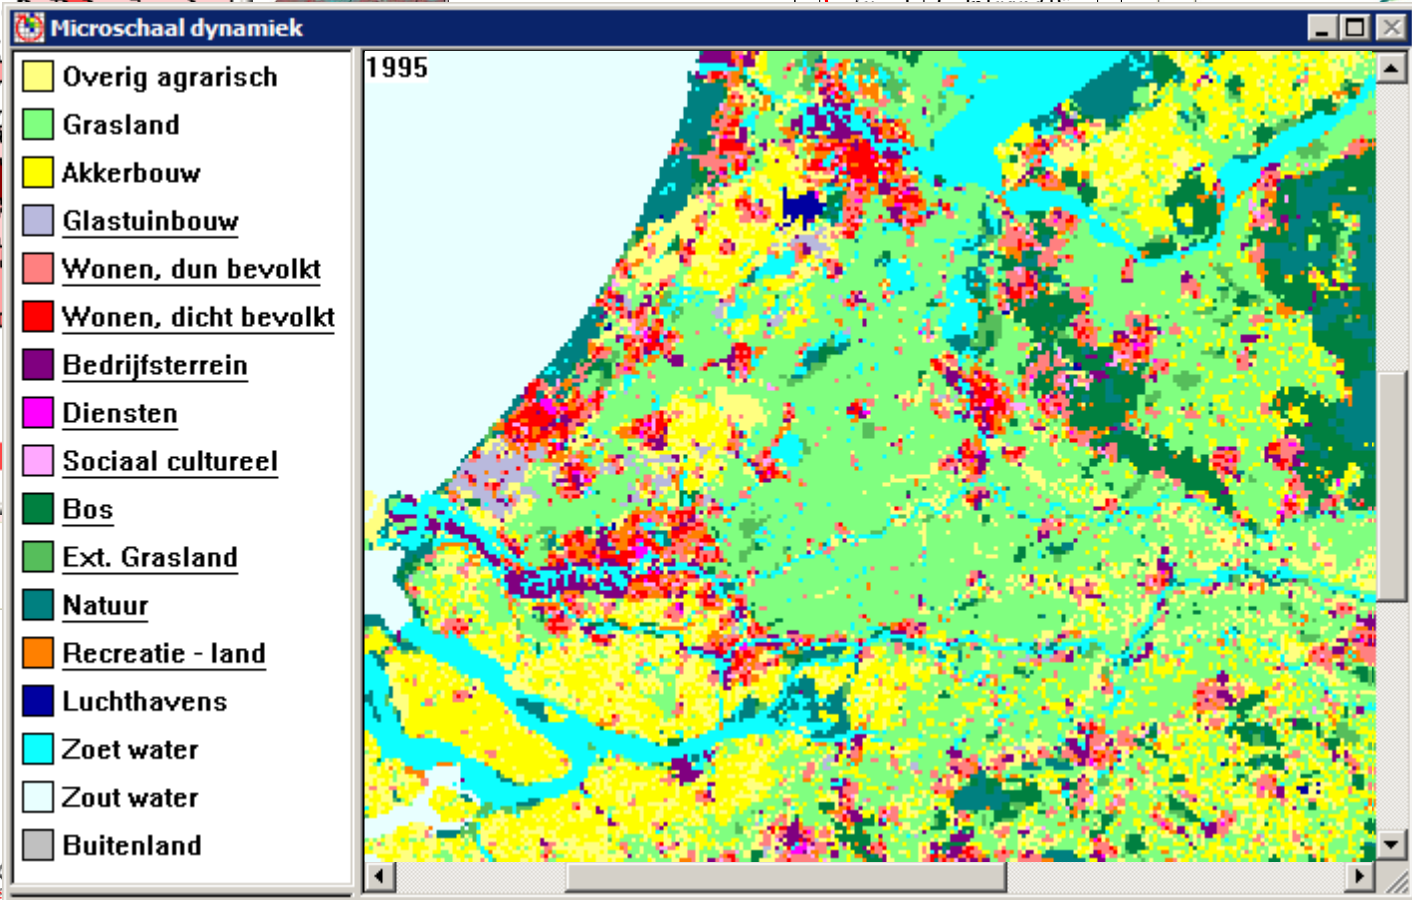 Microschaal dynamiek
Overig agrarisch
Grasland
Akkerbouw
Glastuinbouw
Wonen, dun bevolkt
Wonen, dicht bevolkt
Bedrijfsterrein
Diensten
Sociaal cultureel
Bos
Ext. Grasland
Natuur
Recreatie - land
Luchthavens
Zoet water
Zout water
Buitenland
1995